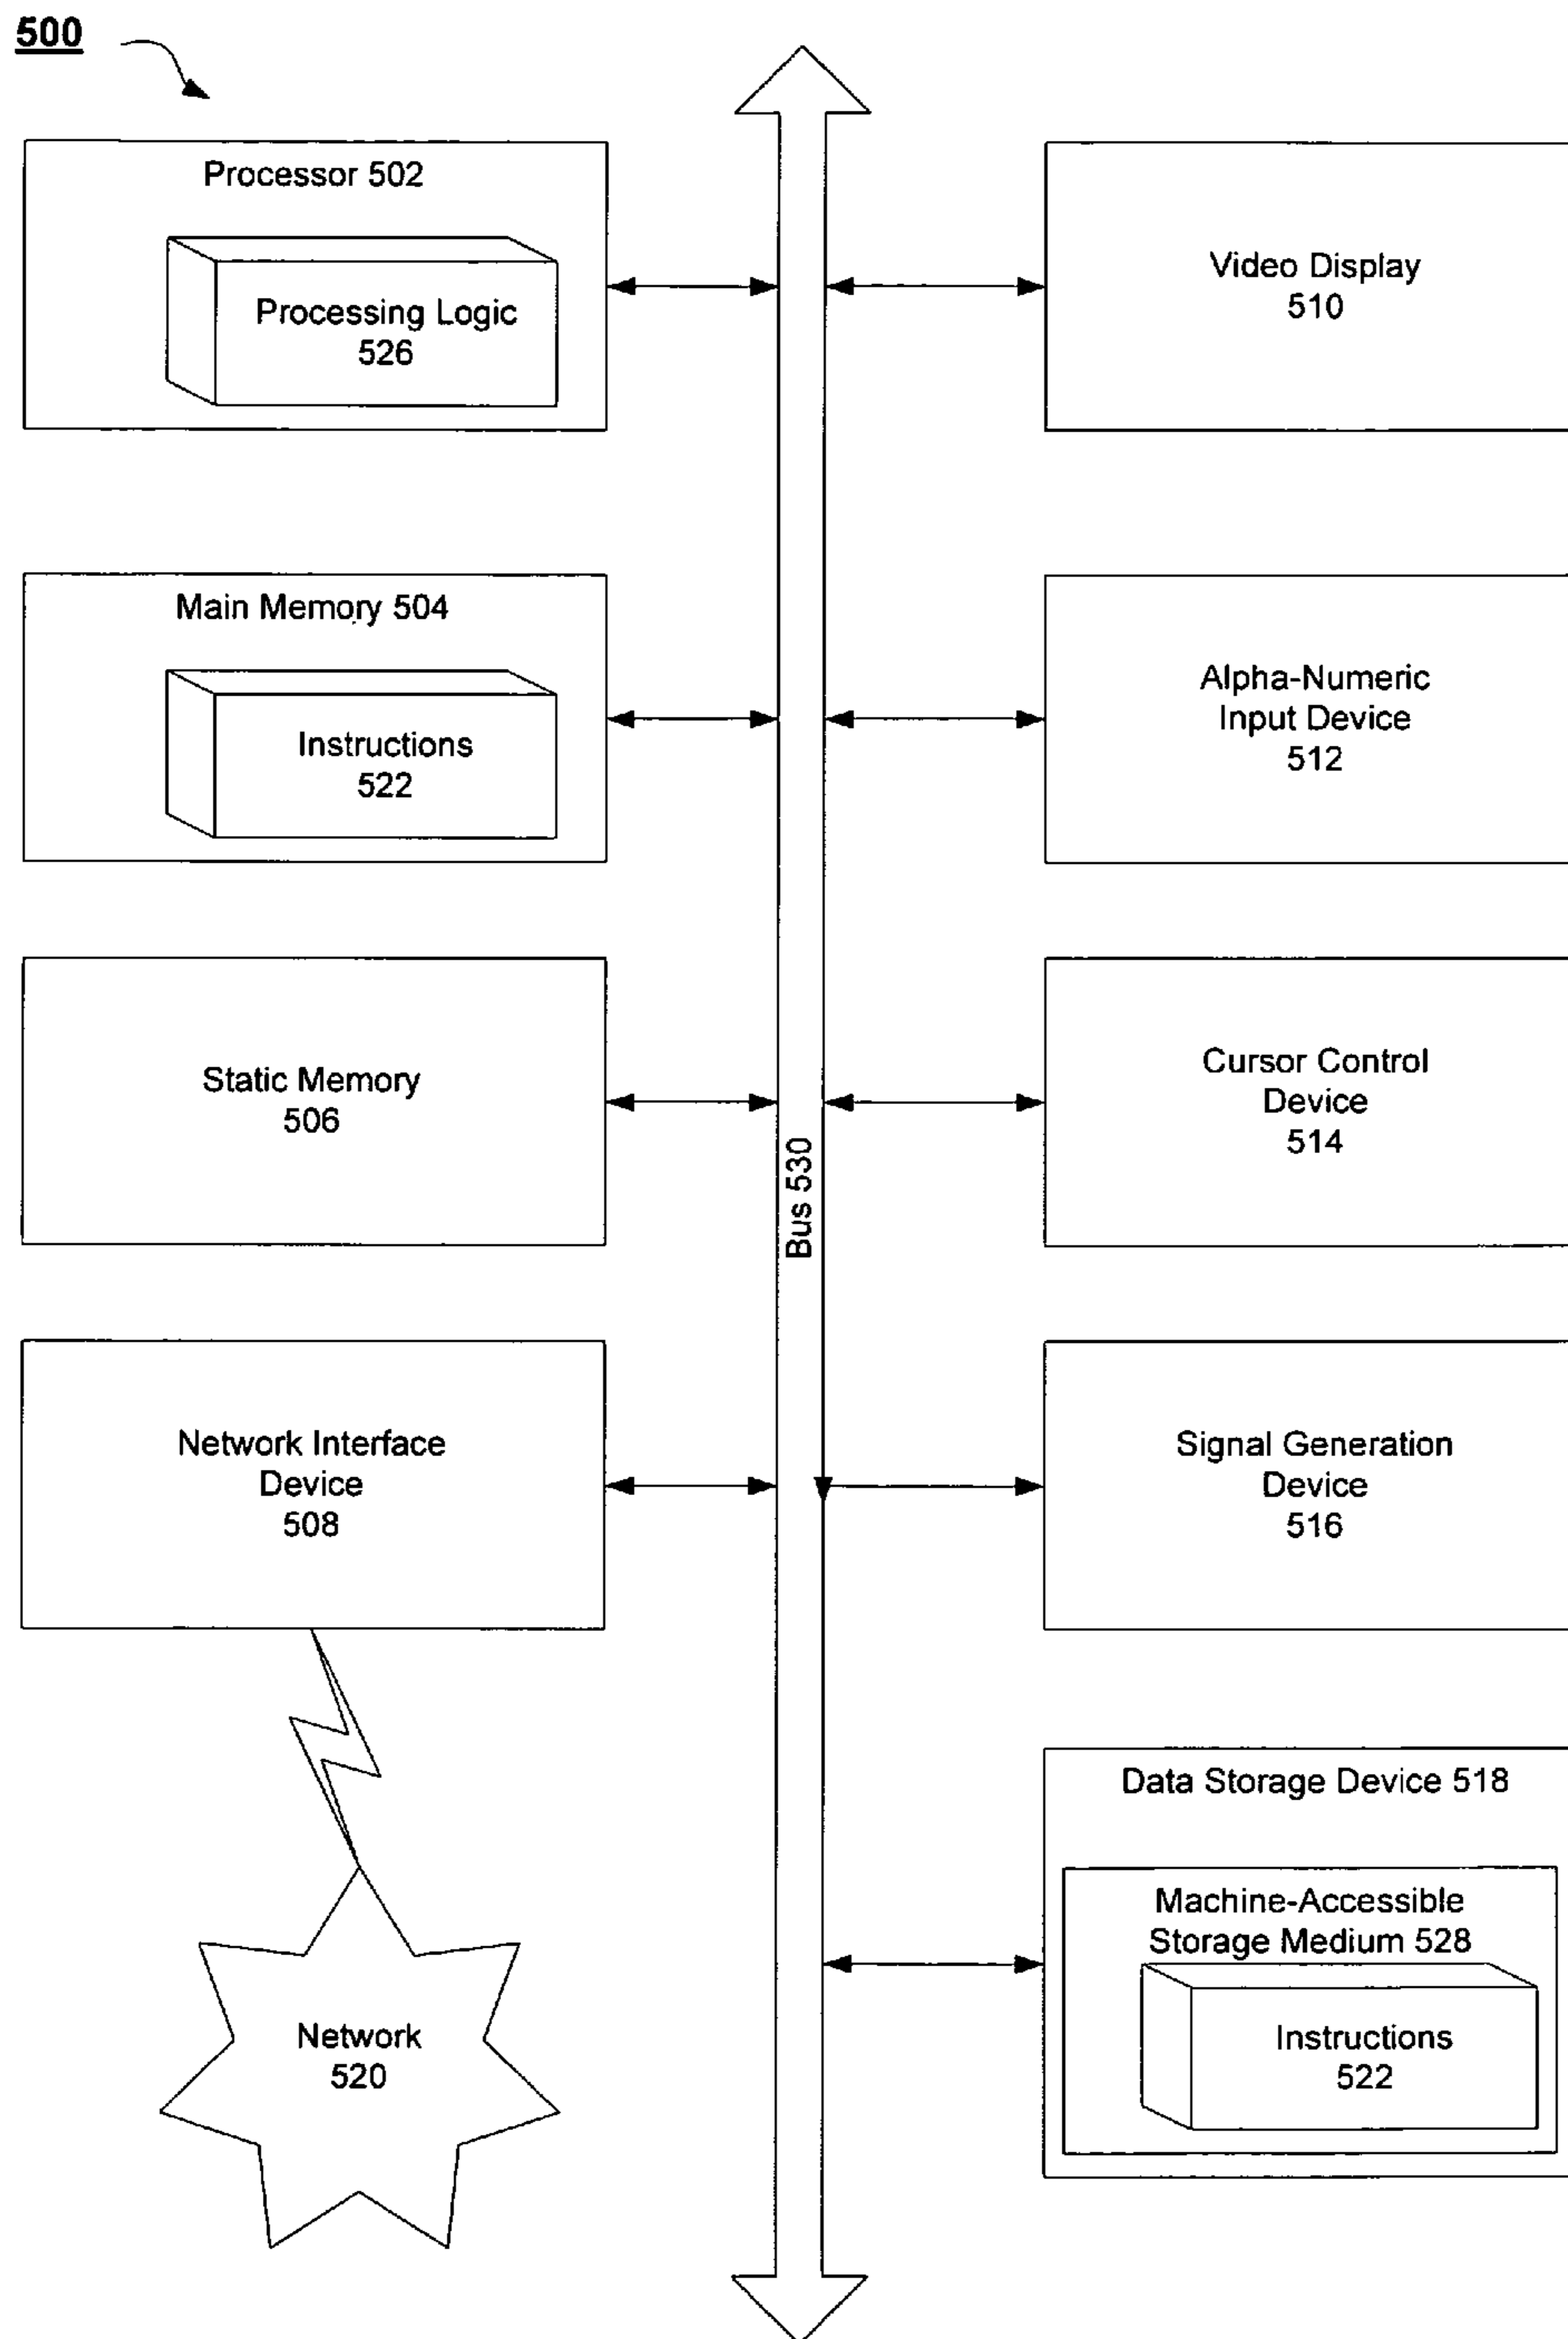 500
Processor 502
Processing Logic
526
Video Display
510
Main Memory 504
Instructions
522
Alpha-Numeric
Input Device
512
Static Memory
506
Cursor Control
Device
514
Bus 530
Network Interface
Device
508
Signal Generation
Device
516
Data Storage Device 518
Machine-Accessible
Storage Medium 528
Instructions
522
Network
520